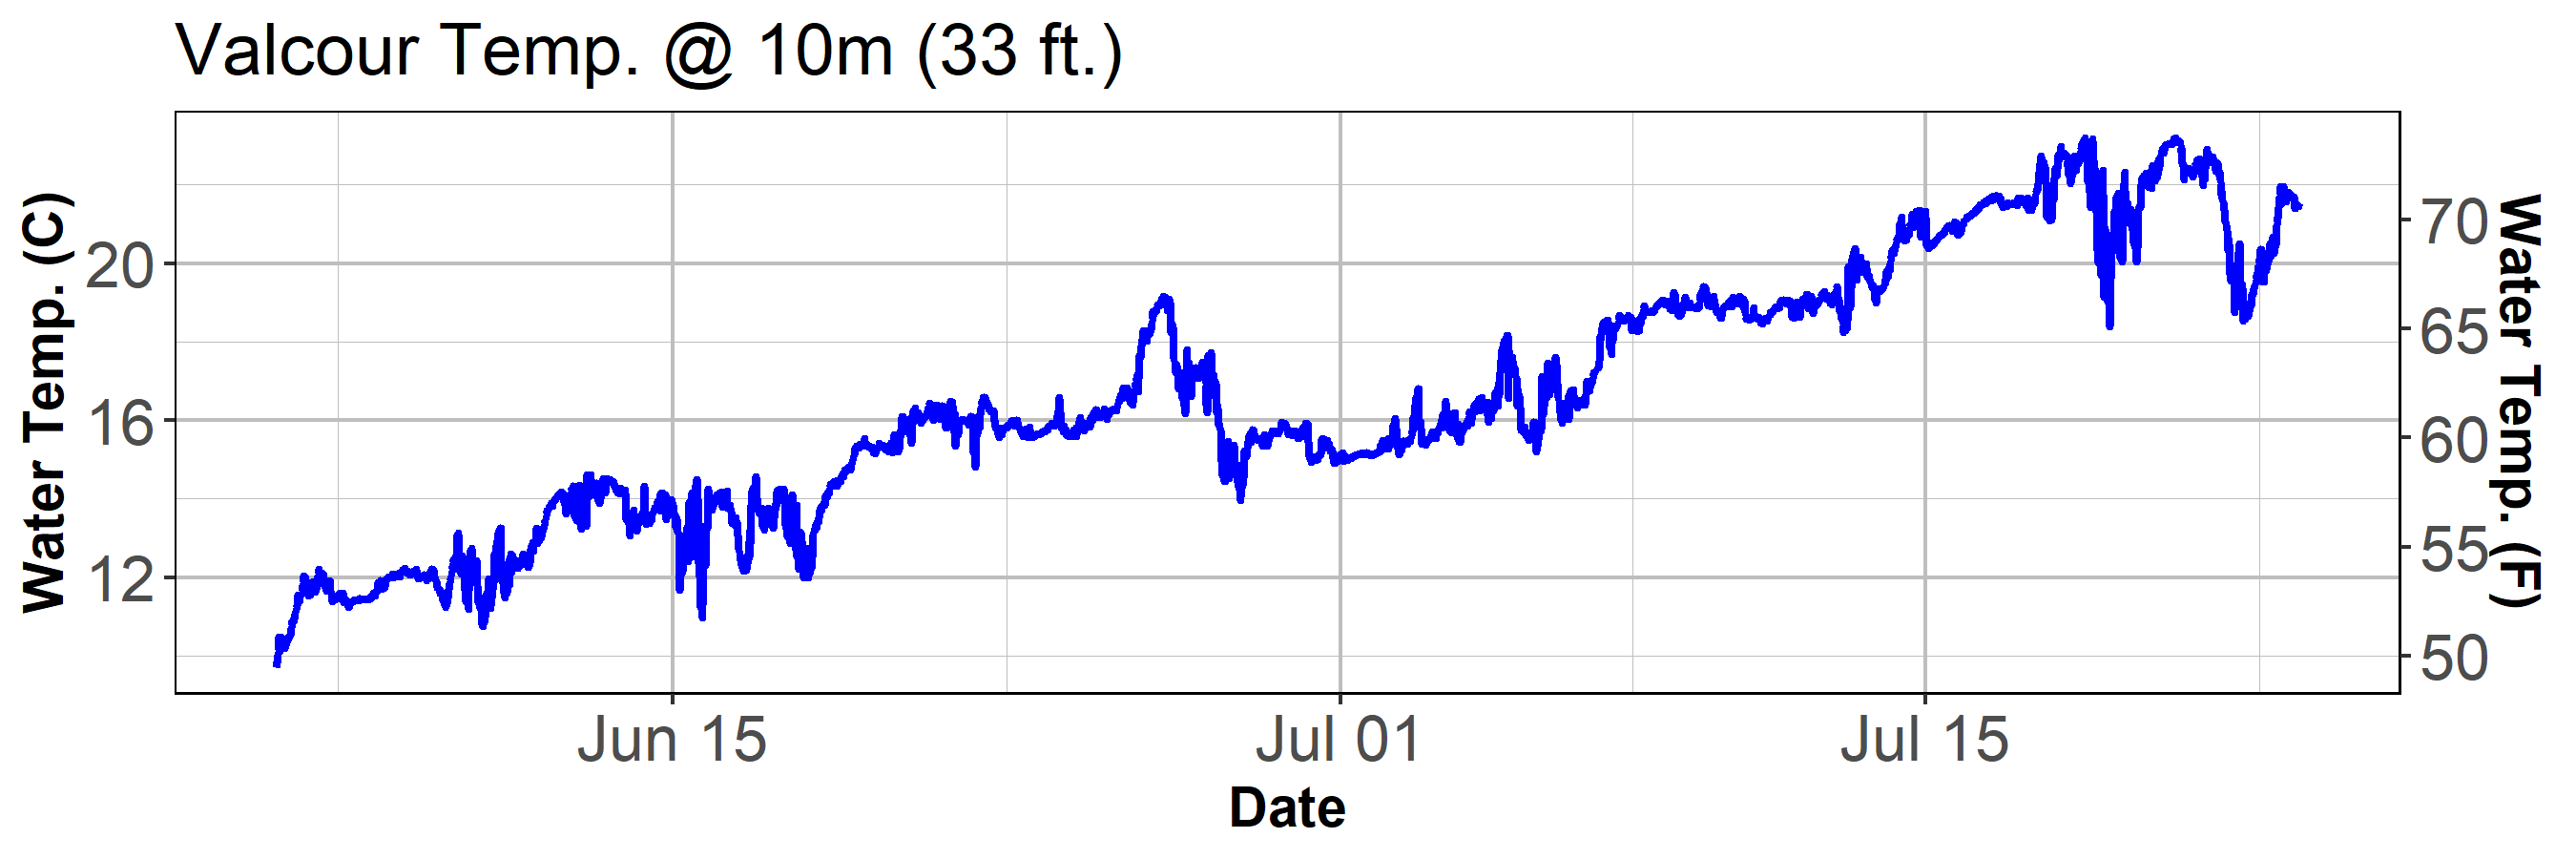 Valcour Temp. @ 10m (33 ft.)
Water Temp. (C)
20
16
12
70
65
60
55
50
Water Temp. (F)
Jun 15
Jul 01
Jul 15
Date